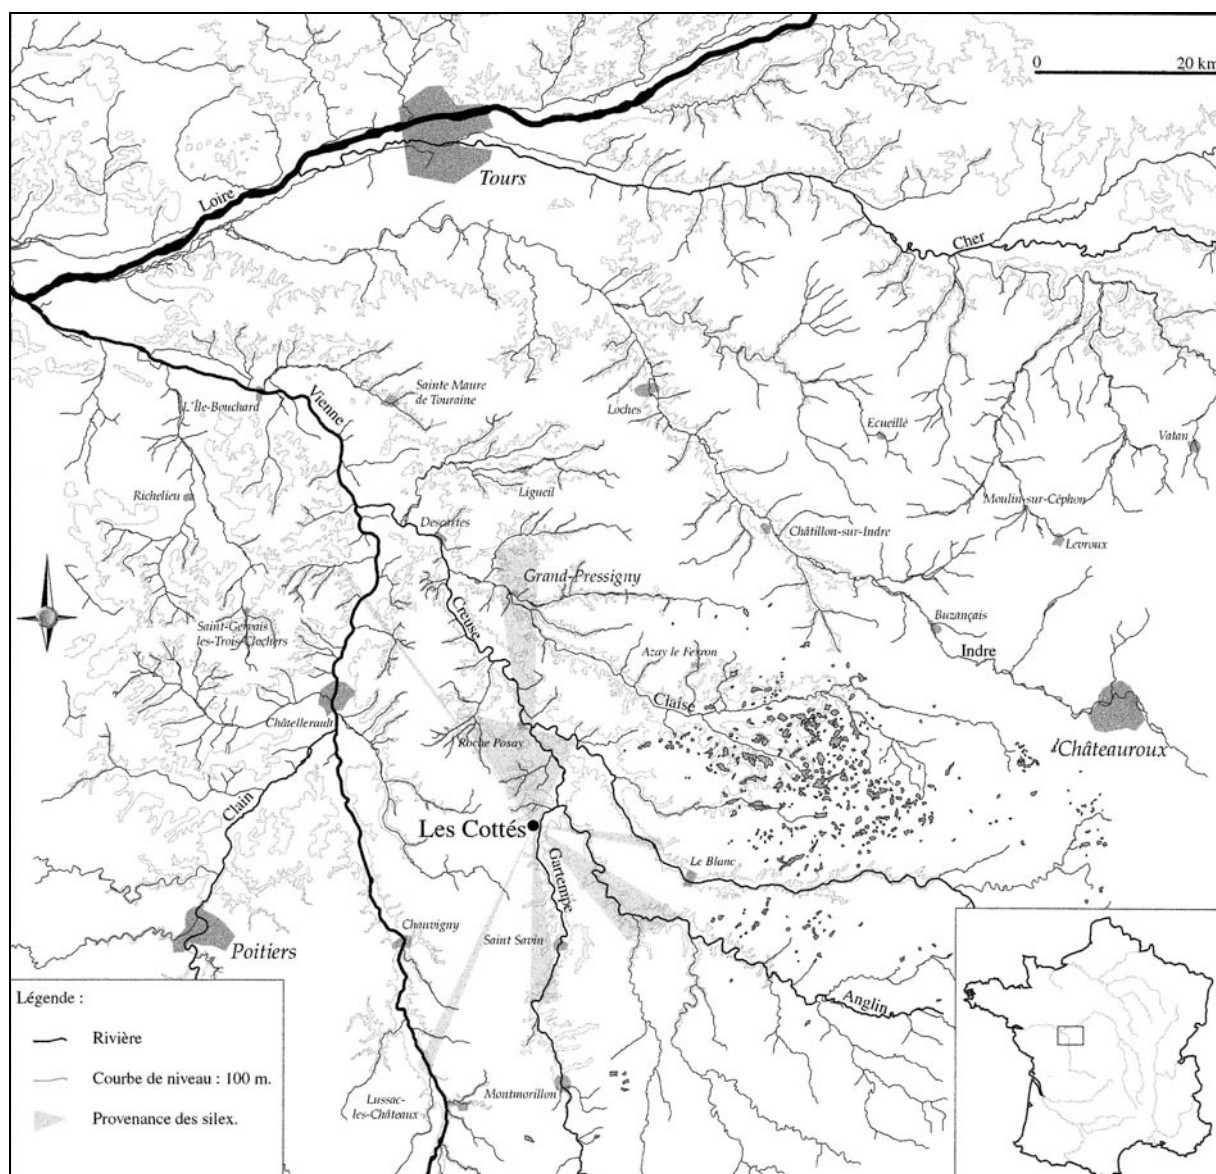 0 20 km
Tours
Loire
Cher
Vienne
L'Île-Bouchard
Sainte Maure
de Touraine
Loches
Ecueillé
Vatan
Richelieu
Ligueil
Descartes
Moulin-sur-Céphon
Châtillon-sur-Indre
Levroux
Grand-Pressigny
Creuse
Saint-Gervais
les-Trois-Clochers
Buzançais
Indre
Azay le Ferron
Claise
Châtellerault
Roche Posay
Châteauroux
Clain
Les Cottés
Gartempe
Le Blanc
Poitiers
Chauvigny
Saint Savin
Anglin
Lussac-
les-Châteaux
Montmorillon
Légende :
Rivière
Courbe de niveau : 100 m.
Provenance des silex.